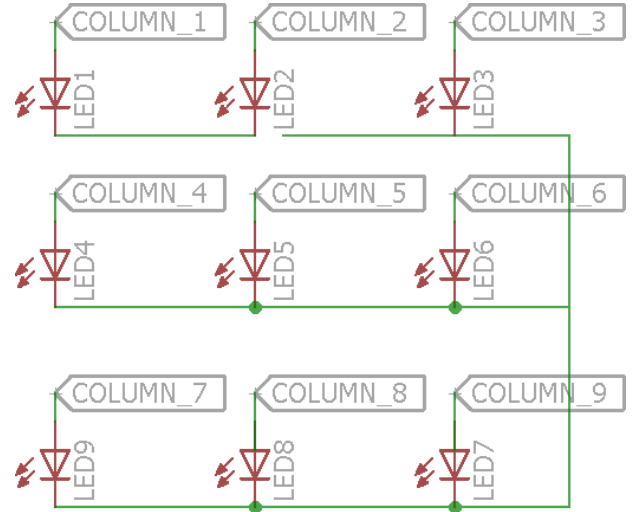 COLUMN_1 COLUMN_2 COLUMN_3
LED1 LED2 LED3
COLUMN_4 COLUMN_5 COLUMN_6
LED4 LED5 LED6
COLUMN_7 COLUMN_8 COLUMN_9
LED9 LED8 LED7